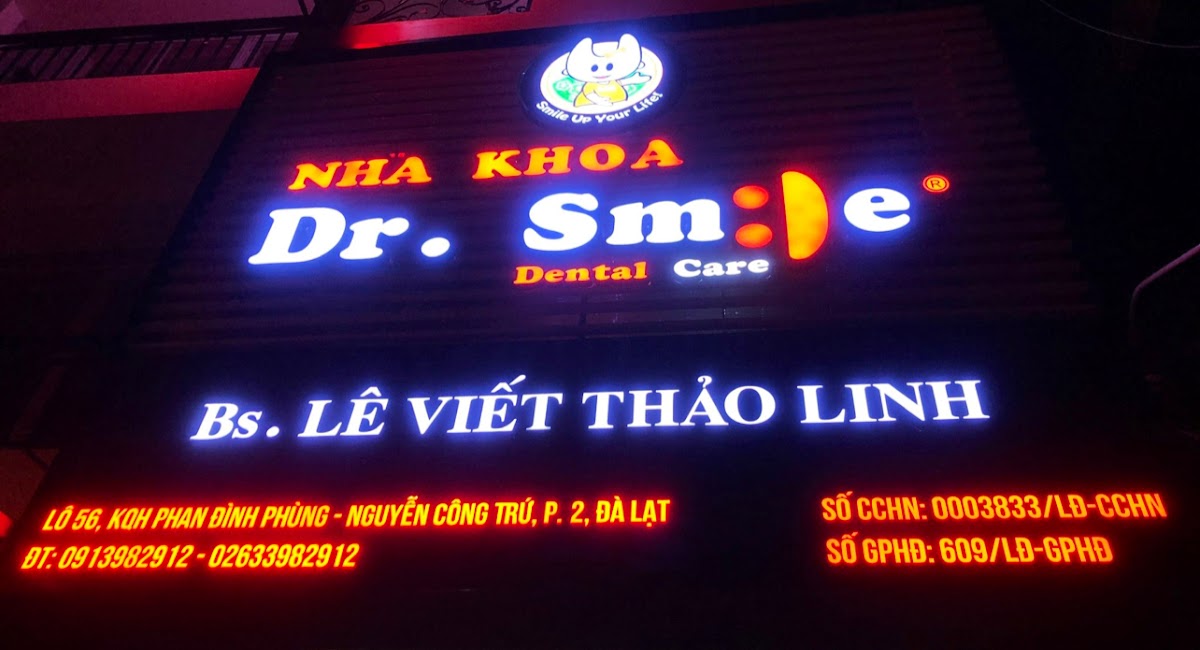 Smile Up Your Life!
NHA KHOA
Dr. Sm:)e®
Dental Care
Bs. LÊ VIẾT THẢO LINH
LÔ 56, KQH PHAN ĐÌNH PHÙNG - NGUYỄN CÔNG TRỨ, P. 2, ĐÀ LẠT
ĐT: 0913982912 - 02633982912
SỐ CCHN: 0003833/LĐ-CCHN
SỐ GPHĐ: 609/LĐ-GPHĐ